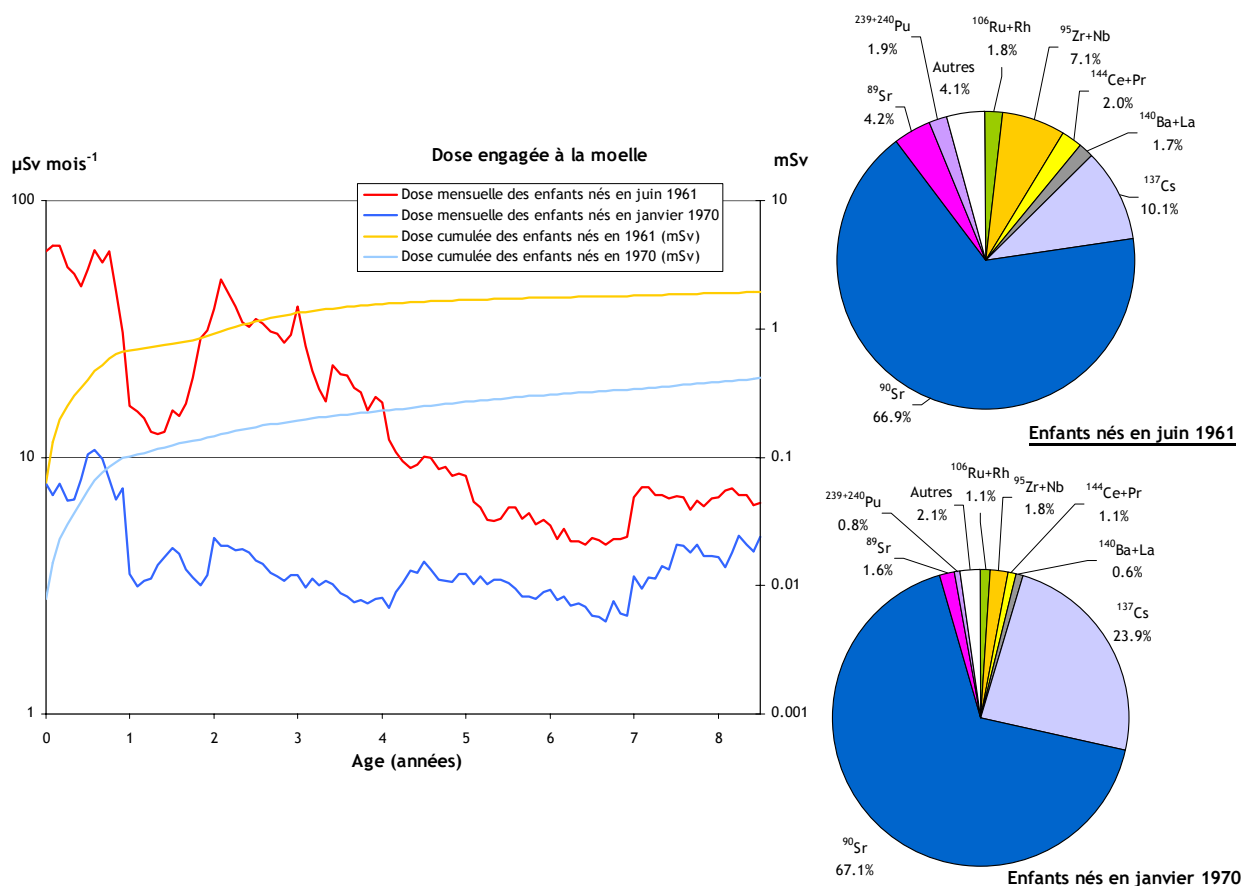 Dose engagée à la moelle
µSv mois⁻¹
mSv
Dose mensuelle des enfants nés en juin 1961
Dose mensuelle des enfants nés en janvier 1970
Dose cumulée des enfants nés en 1961 (mSv)
Dose cumulée des enfants nés en 1970 (mSv)
100
10
1
10
1
0.1
0.01
0.001
0 1 2 3 4 5 6 7 8
Age (années)
²³⁹⁺²⁴⁰Pu
1.9%
¹⁰⁶Ru+Rh
1.8%
⁹⁵Zr+Nb
7.1%
Autres
4.1%
¹⁴⁴Ce+Pr
2.0%
⁸⁹Sr
4.2%
¹⁴⁰Ba+La
1.7%
¹³⁷Cs
10.1%
⁹⁰Sr
66.9%
Enfants nés en juin 1961
²³⁹⁺²⁴⁰Pu
0.8%
Autres
2.1%
¹⁰⁶Ru+Rh
1.1%
⁹⁵Zr+Nb
1.8%
¹⁴⁴Ce+Pr
1.1%
⁸⁹Sr
1.6%
¹⁴⁰Ba+La
0.6%
¹³⁷Cs
23.9%
⁹⁰Sr
67.1%
Enfants nés en janvier 1970